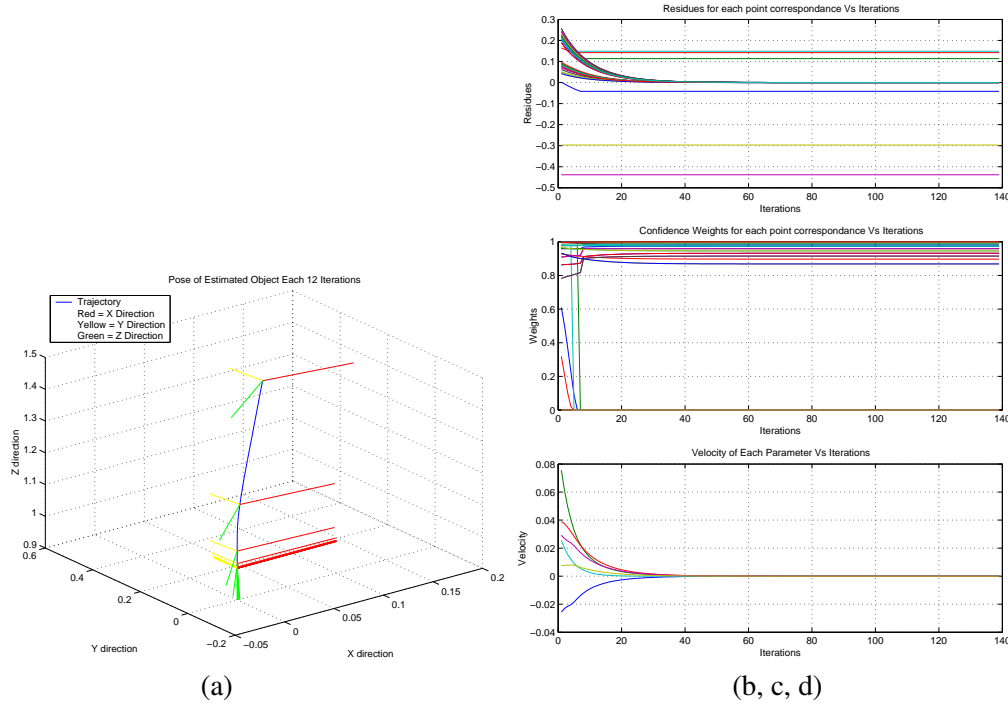 Pose of Estimated Object Each 12 Iterations
Trajectory
Red = X Direction
Yellow = Y Direction
Green = Z Direction
1.5
1.4
1.3
1.2
1.1
1
0.9
Z direction
0.6
0.4
0.2
0
−0.2
Y direction
−0.05
0
0.05
0.1
0.15
0.2
X direction
(a)
Residues for each point correspondance Vs Iterations
0.3
0.2
0.1
0
−0.1
−0.2
−0.3
−0.4
−0.5
Residues
0 20 40 60 80 100 120 140
Iterations
Confidence Weights for each point correspondance Vs Iterations
1
0.8
0.6
0.4
0.2
0
Weights
0 20 40 60 80 100 120 140
Iterations
Velocity of Each Parameter Vs Iterations
0.08
0.06
0.04
0.02
0
−0.02
−0.04
Velocity
0 20 40 60 80 100 120 140
Iterations
(b, c, d)